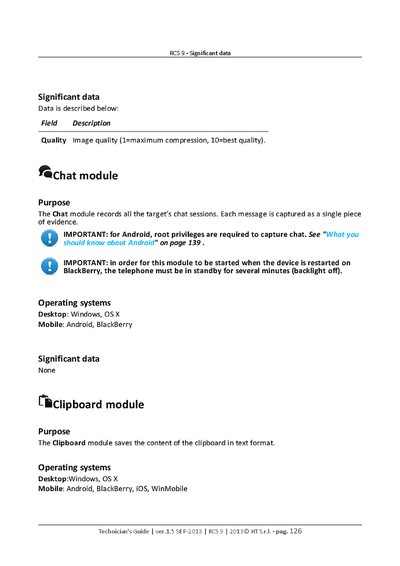 RCS 9 - Significant data
Significant data
Data is described below:
Field Description
Quality Image quality (1=maximum compression, 10=best quality).
Chat module
Purpose
The Chat module records all the target's chat sessions. Each message is captured as a single piece
of evidence.
IMPORTANT: for Android, root privileges are required to capture chat. See "What you
should know about Android" on page 139 .
IMPORTANT: in order for this module to be started when the device is restarted on
BlackBerry, the telephone must be in standby for several minutes (backlight off).
Operating systems
Desktop: Windows, OS X
Mobile: Android, BlackBerry
Significant data
None
Clipboard module
Purpose
The Clipboard module saves the content of the clipboard in text format.
Operating systems
Desktop:Windows, OS X
Mobile: Android, BlackBerry, iOS, WinMobile
Technician's Guide | ver.1.5 SEP-2013 | RCS 9 | 2013© HT S.r.l. - pag. 126